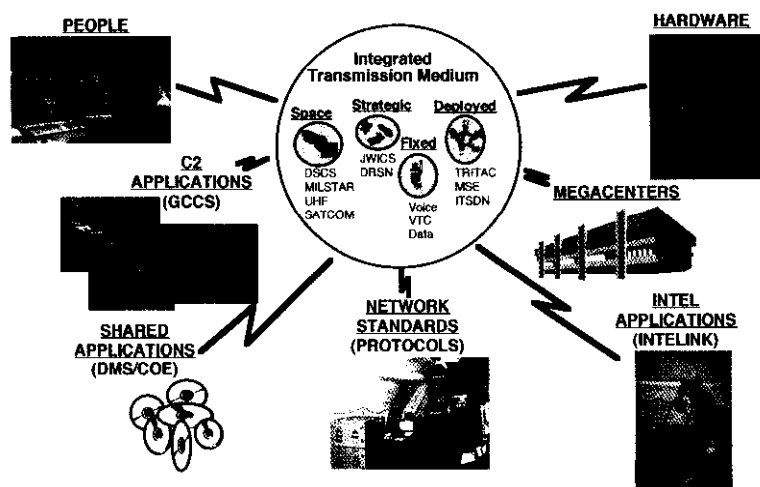 PEOPLE
HARDWARE
Integrated
Transmission Medium
Space
Strategic
Deployed
Fixed
DSCS
MILSTAR
UHF
SATCOM
JWICS
DRSN
Voice
VTC
Data
TRITAC
MSE
ITSDN
C2
APPLICATIONS
(GCCS)
MEGACENTERS
SHARED
APPLICATIONS
(DMS/COE)
NETWORK
STANDARDS
(PROTOCOLS)
INTEL
APPLICATIONS
(INTELINK)